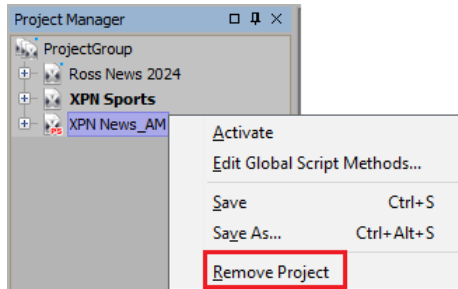 Project Manager
ProjectGroup
Ross News 2024
XPN Sports
XPN News_AM
Activate
Edit Global Script Methods...
Save Ctrl+S
Save As... Ctrl+Alt+S
Remove Project